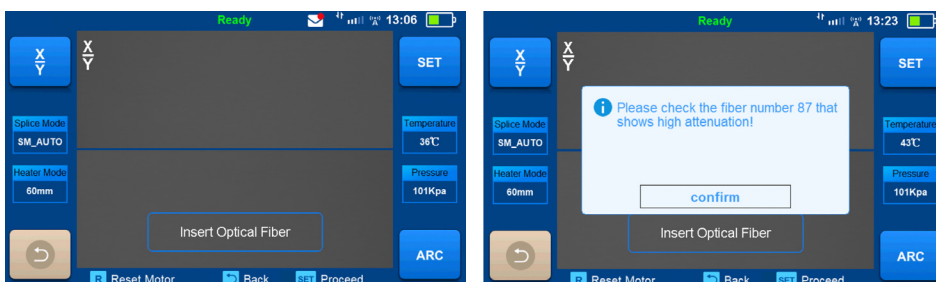 Ready
13:06
X
Y
X
Y
SET
Splice Mode
SM_AUTO
Temperature
36℃
Heater Mode
60mm
Pressure
101Kpa
Insert Optical Fiber
ARC
R Reset Motor
Back
SET Proceed
Ready
13:23
X
Y
X
Y
SET
Please check the fiber number 87 that
shows high attenuation!
Splice Mode
SM_AUTO
Temperature
43℃
Heater Mode
60mm
Pressure
101Kpa
confirm
Insert Optical Fiber
ARC
R Reset Motor
Back
SET Proceed